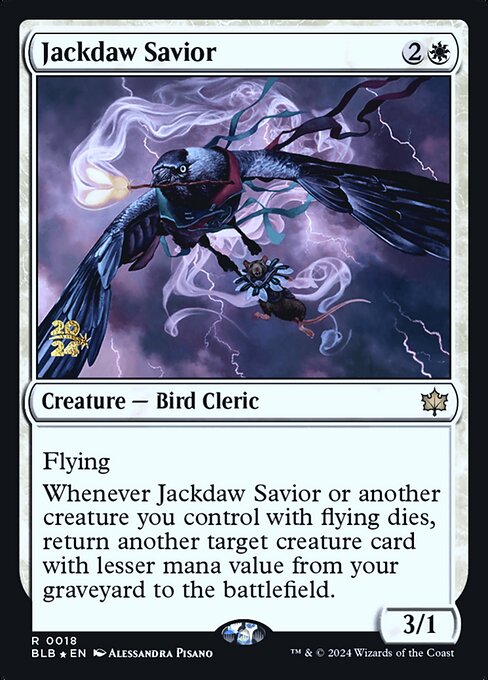 Jackdaw Savior 2
2024
Creature — Bird Cleric
Flying
Whenever Jackdaw Savior or another
creature you control with flying dies,
return another target creature card
with lesser mana value from your
graveyard to the battlefield.
3/1
R 0018
BLB ★ EN Alessandra Pisano
™ & © 2024 Wizards of the Coast